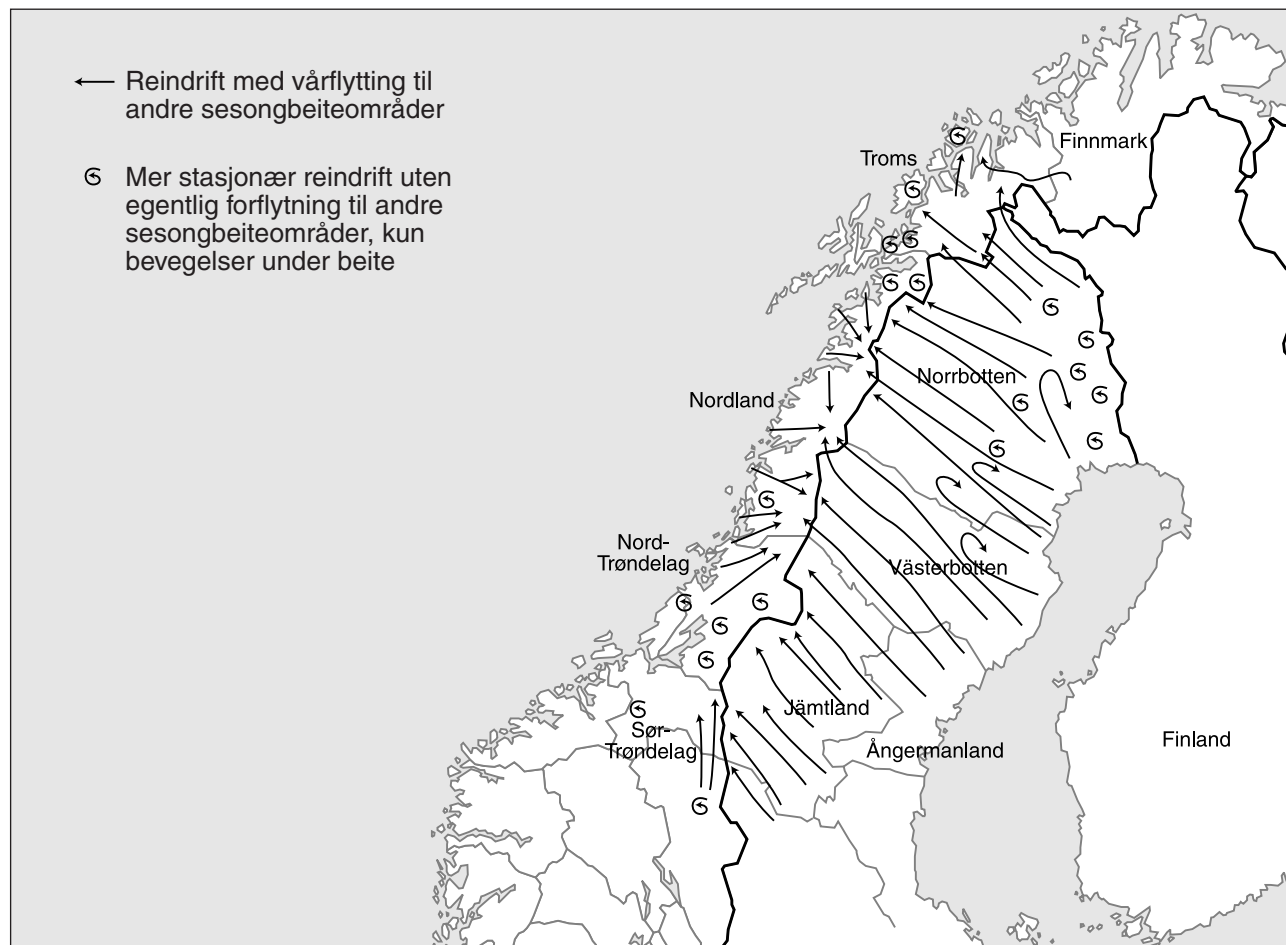 Reindrift med vårflytting til
andre sesongbeiteområder
Mer stasjonær reindrift uten
egentlig forflytning til andre
sesongbeiteområder, kun
bevegelser under beite
Finnmark
Troms
Norrbotten
Nordland
Nord-
Trøndelag
Västerbotten
Jämtland
Sør-
Trøndelag
Ångermanland
Finland